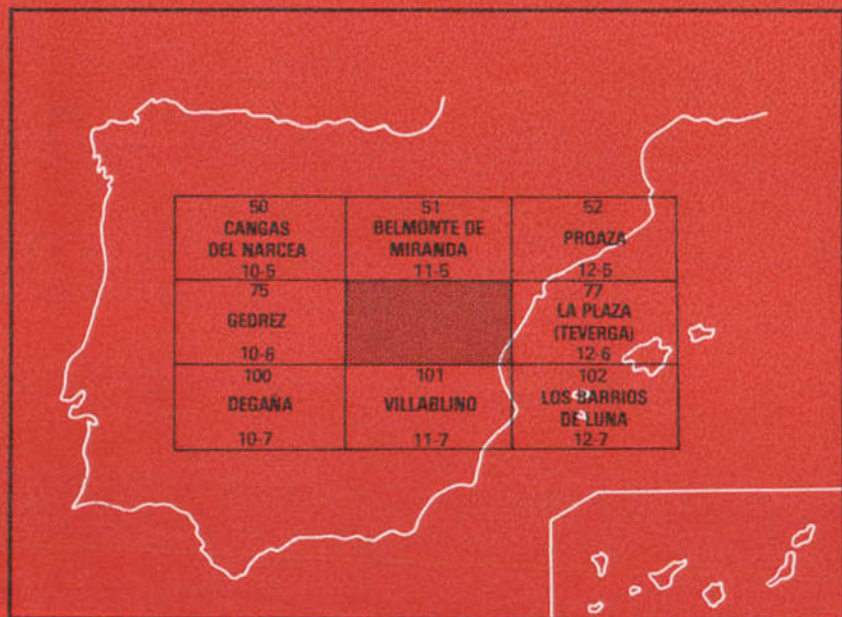 50
CANGAS
DEL NARCEA
10-5
51
BELMONTE DE
MIRANDA
11-5
52
PROAZA
12-5
75
GEDREZ
10-6
77
LA PLAZA
(TEVERGA)
12-6
100
DEGAÑA
10-7
101
VILLABLINO
11-7
102
LOS BARRIOS
DE LUNA
12-7